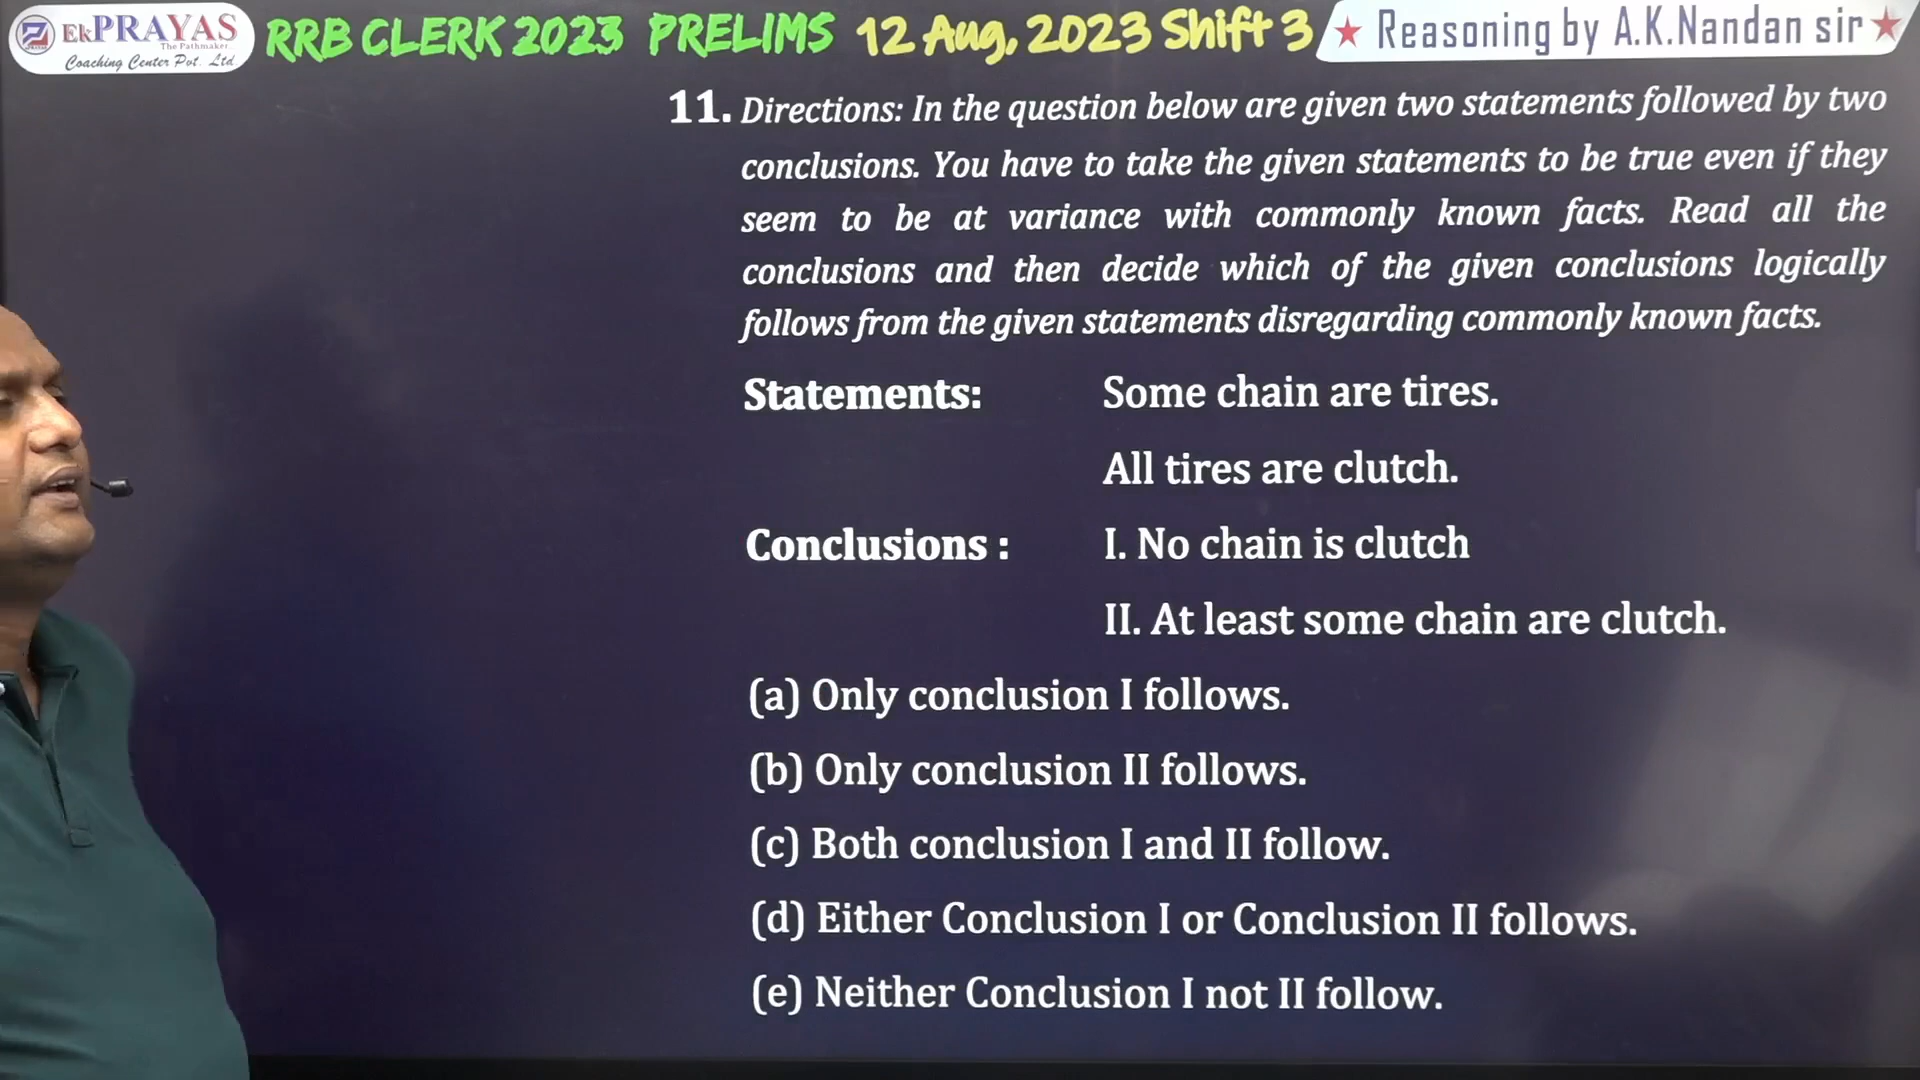 EkPRAYAS
The Pathmaker...
Coaching Center Pvt. Ltd
RRB CLERK 2023 PRELIMS 12 Aug, 2023 Shift 3
Reasoning by A.K.Nandan sir
11. Directions: In the question below are given two statements followed by two
conclusions. You have to take the given statements to be true even if they
seem to be at variance with commonly known facts. Read all the
conclusions and then decide which of the given conclusions logically
follows from the given statements disregarding commonly known facts.
Statements: Some chain are tires.
All tires are clutch.
Conclusions : I. No chain is clutch
II. At least some chain are clutch.
(a) Only conclusion I follows.
(b) Only conclusion II follows.
(c) Both conclusion I and II follow.
(d) Either Conclusion I or Conclusion II follows.
(e) Neither Conclusion I not II follow.